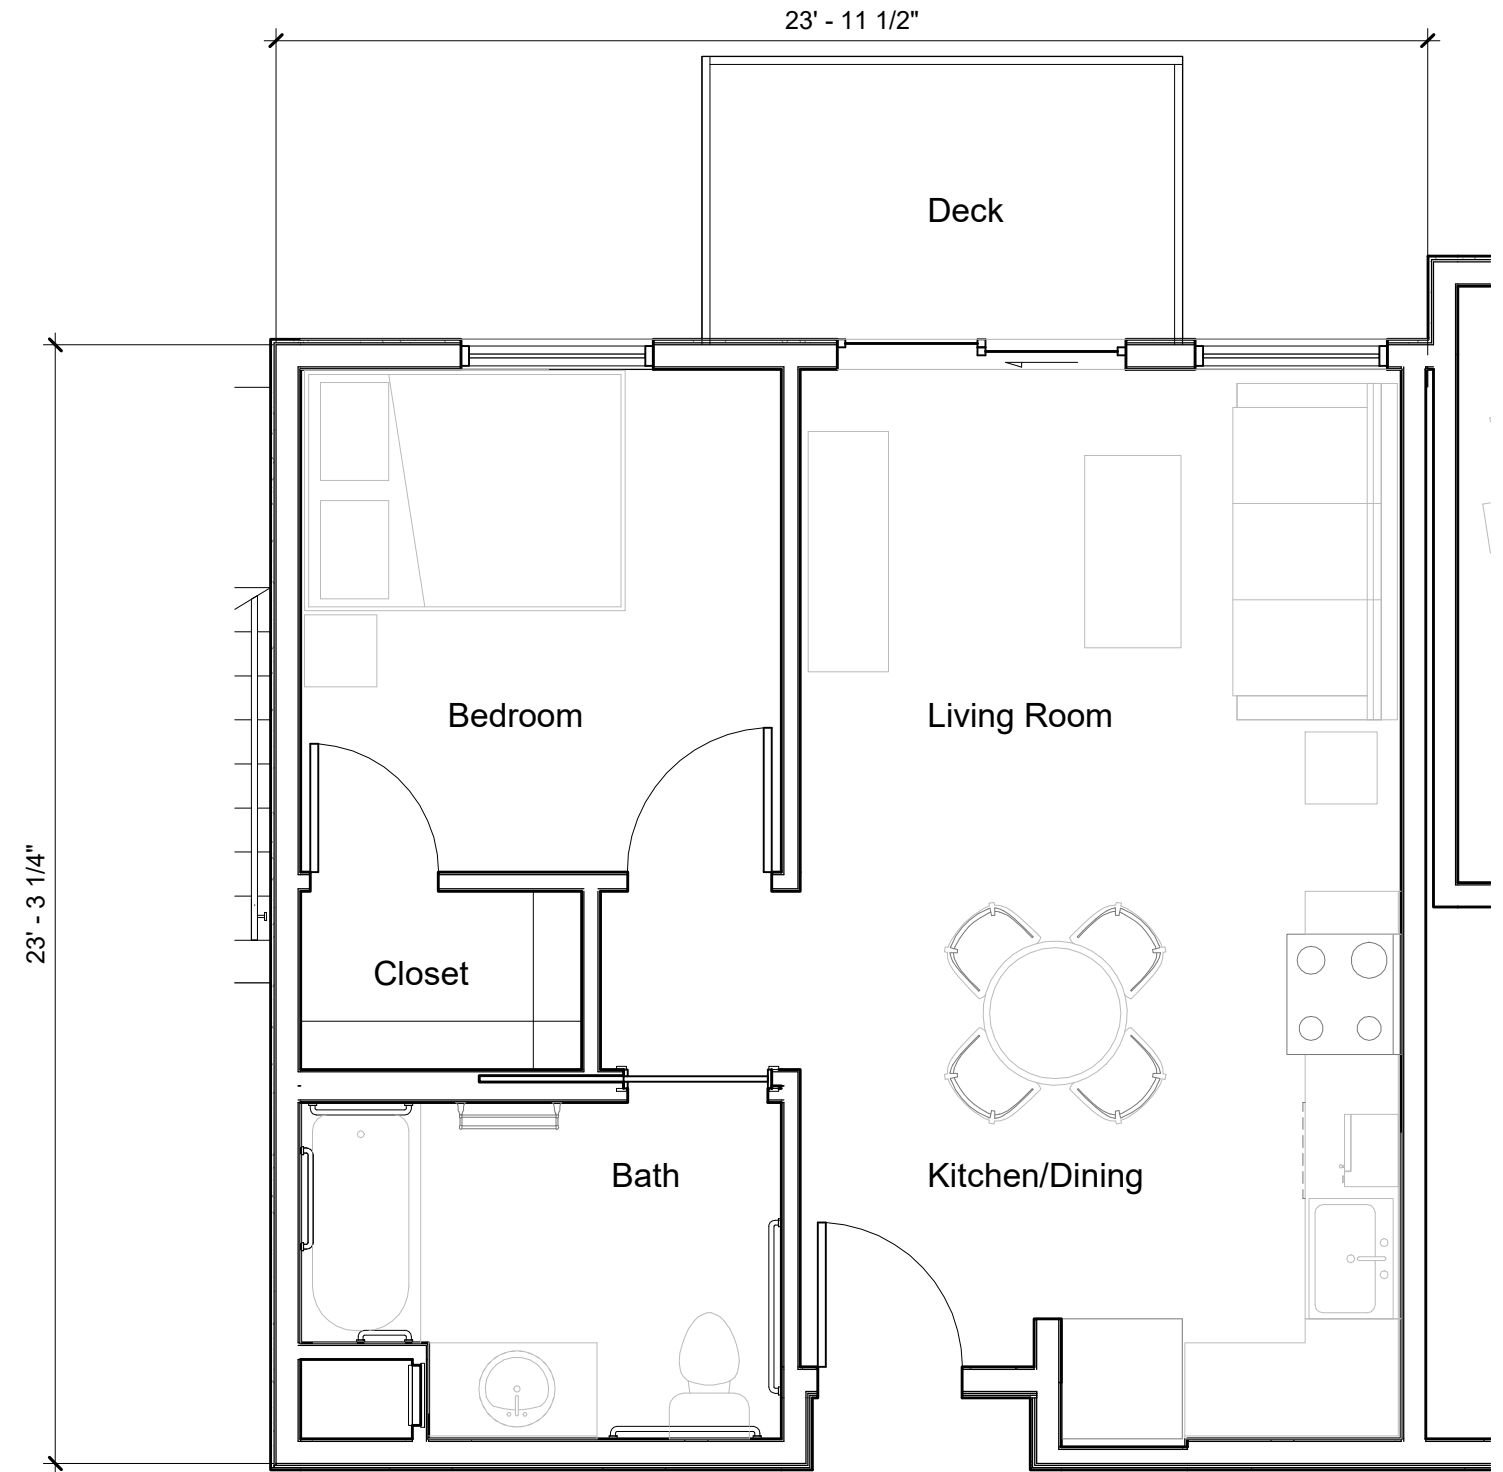 23' - 11 1/2"
Deck
Bedroom
Living Room
23' - 3 1/4"
Closet
Bath
Kitchen/Dining